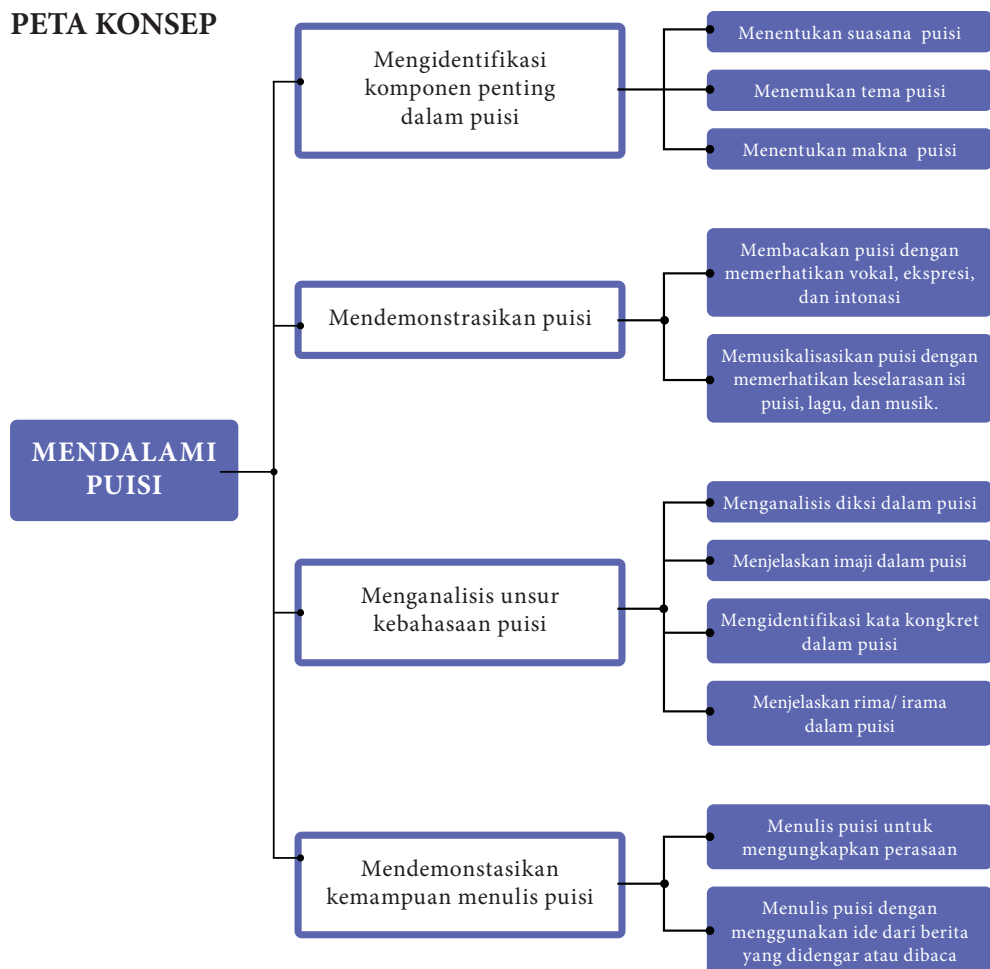 PETA KONSEP
MENDALAMI
PUISI
Mengidentifikasi
komponen penting
dalam puisi
Menentukan suasana puisi
Menemukan tema puisi
Menentukan makna puisi
Mendemonstrasikan puisi
Membacakan puisi dengan
memerhatikan vokal, ekspresi,
dan intonasi
Memusikalisasikan puisi dengan
memerhatikan keselarasan isi
puisi, lagu, dan musik.
Menganalisis unsur
kebahasaan puisi
Menganalisis diksi dalam puisi
Menjelaskan imaji dalam puisi
Mengidentifikasi kata kongkret
dalam puisi
Menjelaskan rima/ irama
dalam puisi
Mendemonstasikan
kemampuan menulis puisi
Menulis puisi untuk
mengungkapkan perasaan
Menulis puisi dengan
menggunakan ide dari berita
yang didengar atau dibaca